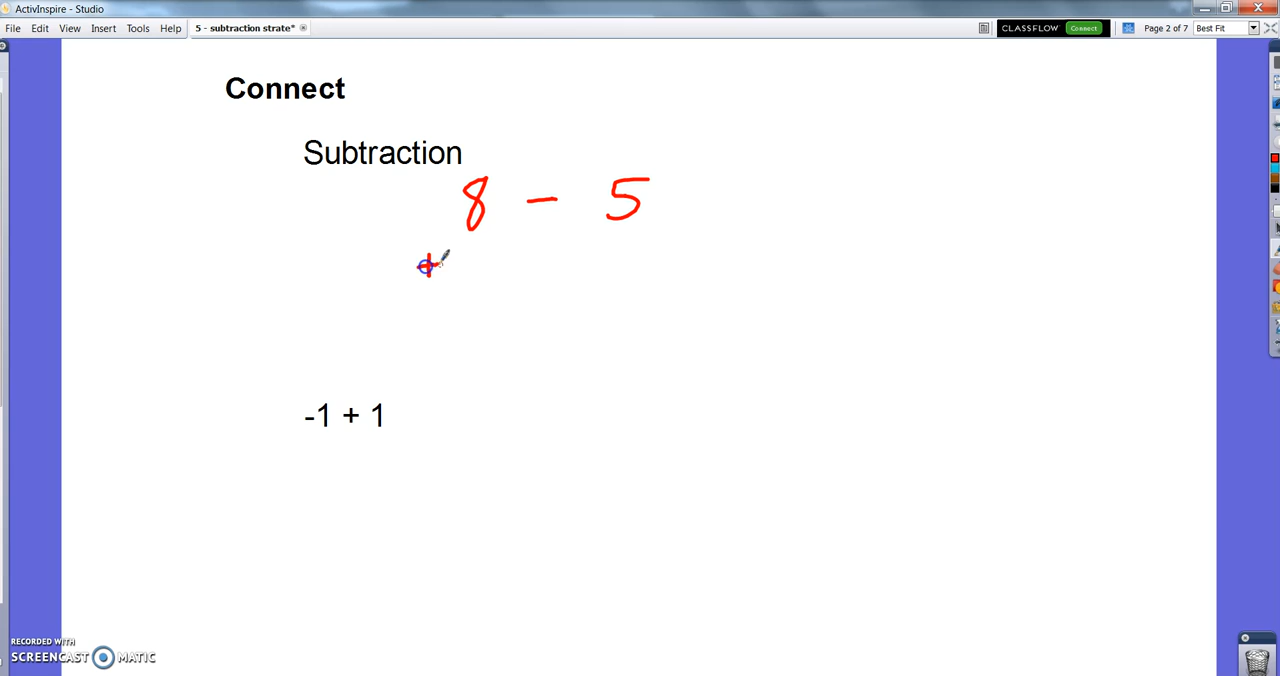 ActivInspire - Studio
File Edit View Insert Tools Help 5 - subtraction strate* CLASSFLOW Connect Page 2 of 7 Best Fit
Connect
Subtraction
8 - 5
+
-1 + 1
RECORDED WITH
SCREENCAST MATIC